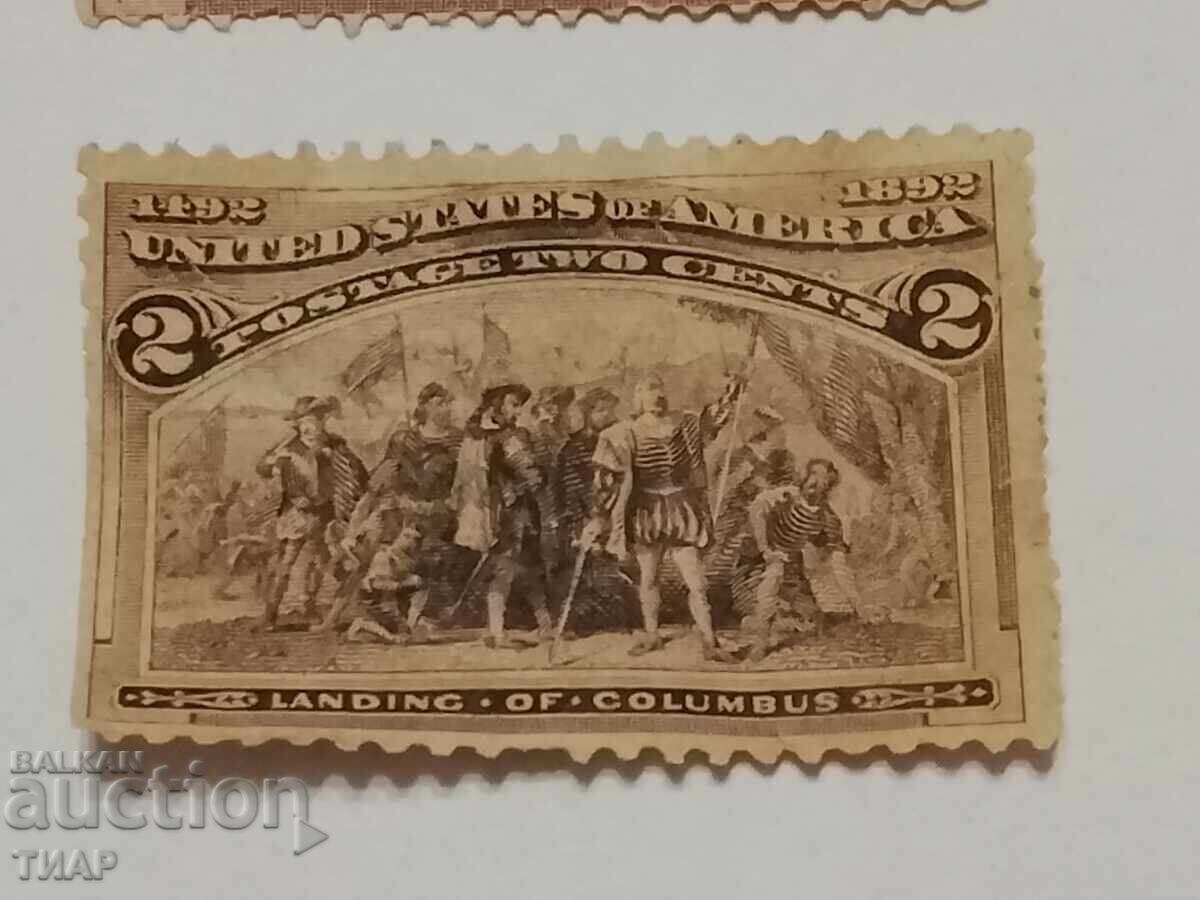 1492 1892
UNITED STATES OF AMERICA
POSTAGE TWO CENTS
2 2
LANDING · OF · COLUMBUS
BALKAN
auction
ТИАР